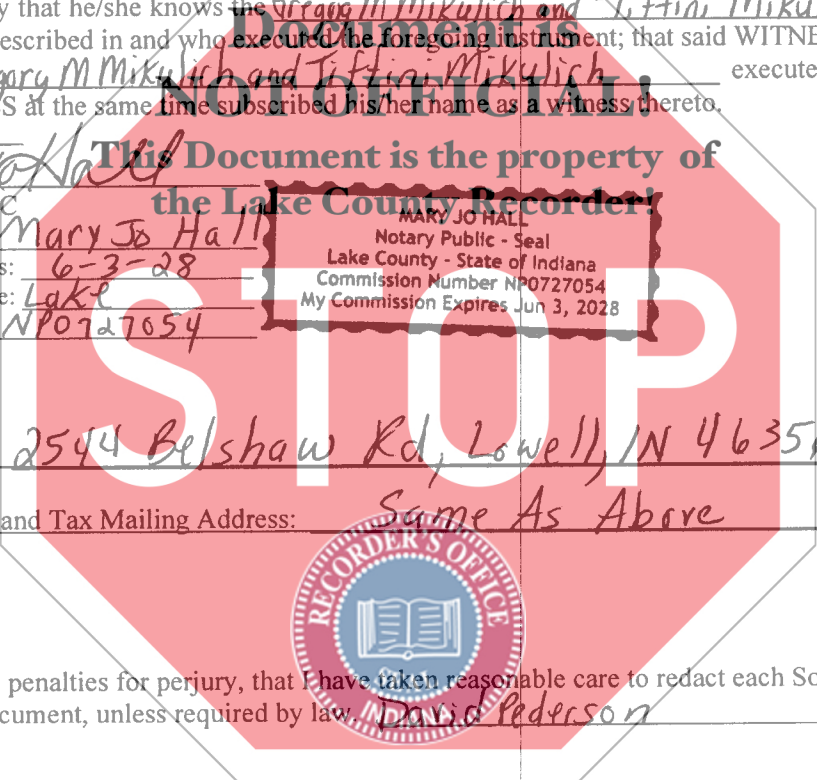 y that he/she knows the Gregory M Mikulich and Tiffini Miku
escribed in and who executed the foregoing instrument; that said WITNE
gory M Mikulich and Tiffini Mikulich execute
S at the same time subscribed his/her name as a witness thereto.
Document is
NOT OFFICIAL!
This Document is the property of
the Lake County Recorder!
Jo Hall
C
Mary Jo Hall
s: 6-3-28
e: Lake
NP0727054
MARY JO HALL
Notary Public - Seal
Lake County - State of Indiana
Commission Number NP0727054
My Commission Expires Jun 3, 2028
STOP
2544 Belshaw Rd, Lowell, IN 4635
and Tax Mailing Address: Same As Above
RECORDER'S OFFICE
SEAL
INDIANA
penalties for perjury, that I have taken reasonable care to redact each So
cument, unless required by law. David Pederson